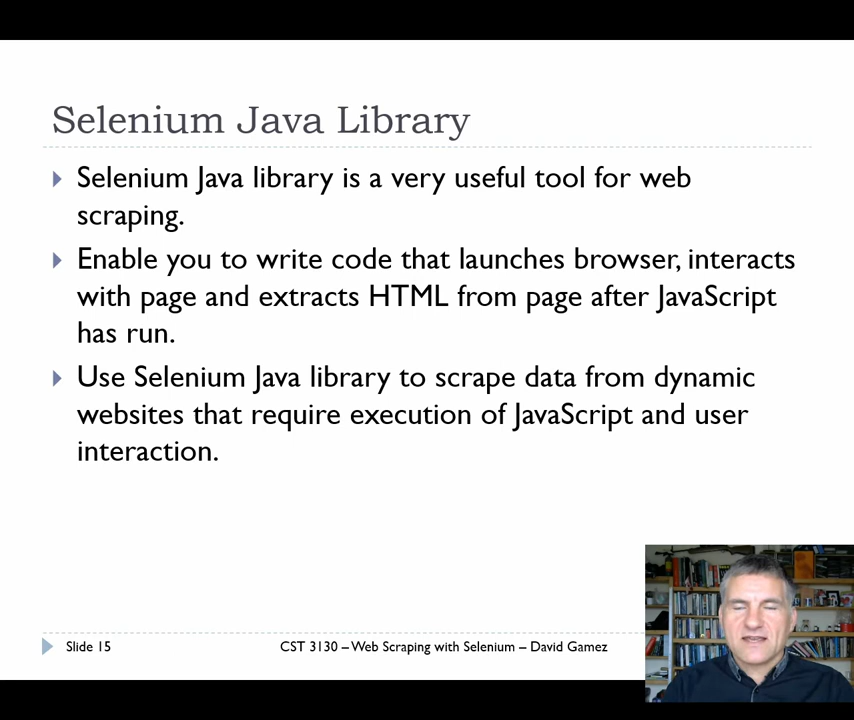 Selenium Java Library
Selenium Java library is a very useful tool for web
scraping.
Enable you to write code that launches browser, interacts
with page and extracts HTML from page after JavaScript
has run.
Use Selenium Java library to scrape data from dynamic
websites that require execution of JavaScript and user
interaction.
Slide 15
CST 3130 – Web Scraping with Selenium – David Gamez